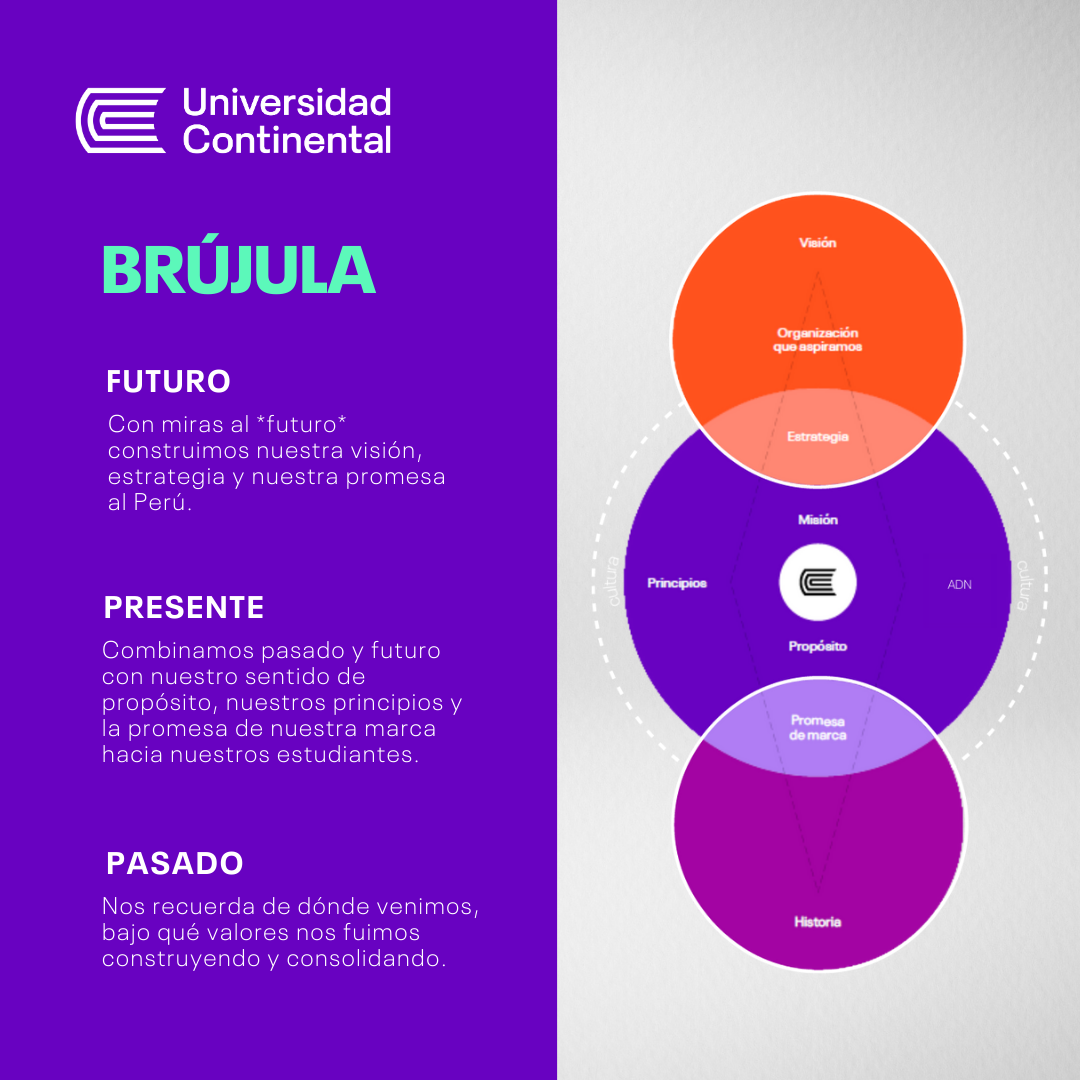 Universidad
Continental
BRÚJULA
FUTURO
Con miras al *futuro*
construimos nuestra visión,
estrategia y nuestra promesa
al Perú.
PRESENTE
Combinamos pasado y futuro
con nuestro sentido de
propósito, nuestros principios y
la promesa de nuestra marca
hacia nuestros estudiantes.
PASADO
Nos recuerda de dónde venimos,
bajo qué valores nos fuimos
construyendo y consolidando.
Visión
Organización
que aspiramos
Estrategia
Misión
cultura
Principios
ADN
cultura
Propósito
Promesa
de marca
Historia